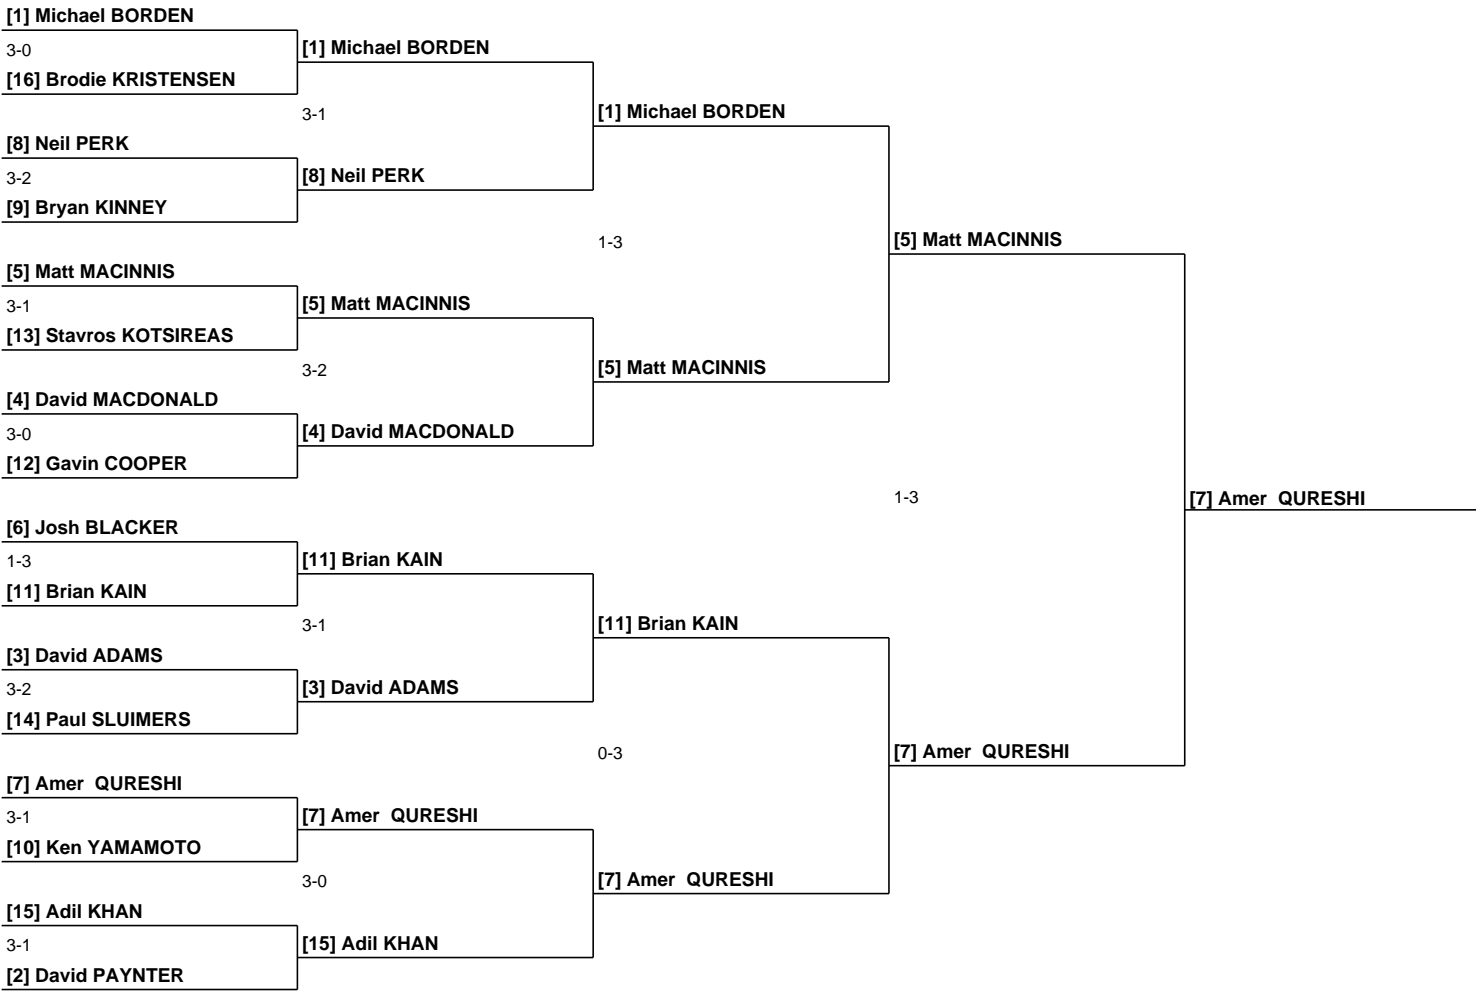 [1] Michael BORDEN
3-0
[1] Michael BORDEN
[16] Brodie KRISTENSEN
3-1
[1] Michael BORDEN
[8] Neil PERK
3-2
[8] Neil PERK
[9] Bryan KINNEY
1-3
[5] Matt MACINNIS
[5] Matt MACINNIS
3-1
[5] Matt MACINNIS
[13] Stavros KOTSIREAS
3-2
[5] Matt MACINNIS
[4] David MACDONALD
3-0
[4] David MACDONALD
[12] Gavin COOPER
1-3
[7] Amer  QURESHI
[6] Josh BLACKER
1-3
[11] Brian KAIN
[11] Brian KAIN
3-1
[11] Brian KAIN
[3] David ADAMS
3-2
[3] David ADAMS
[14] Paul SLUIMERS
0-3
[7] Amer  QURESHI
[7] Amer  QURESHI
3-1
[7] Amer  QURESHI
[10] Ken YAMAMOTO
3-0
[7] Amer  QURESHI
[15] Adil KHAN
3-1
[15] Adil KHAN
[2] David PAYNTER